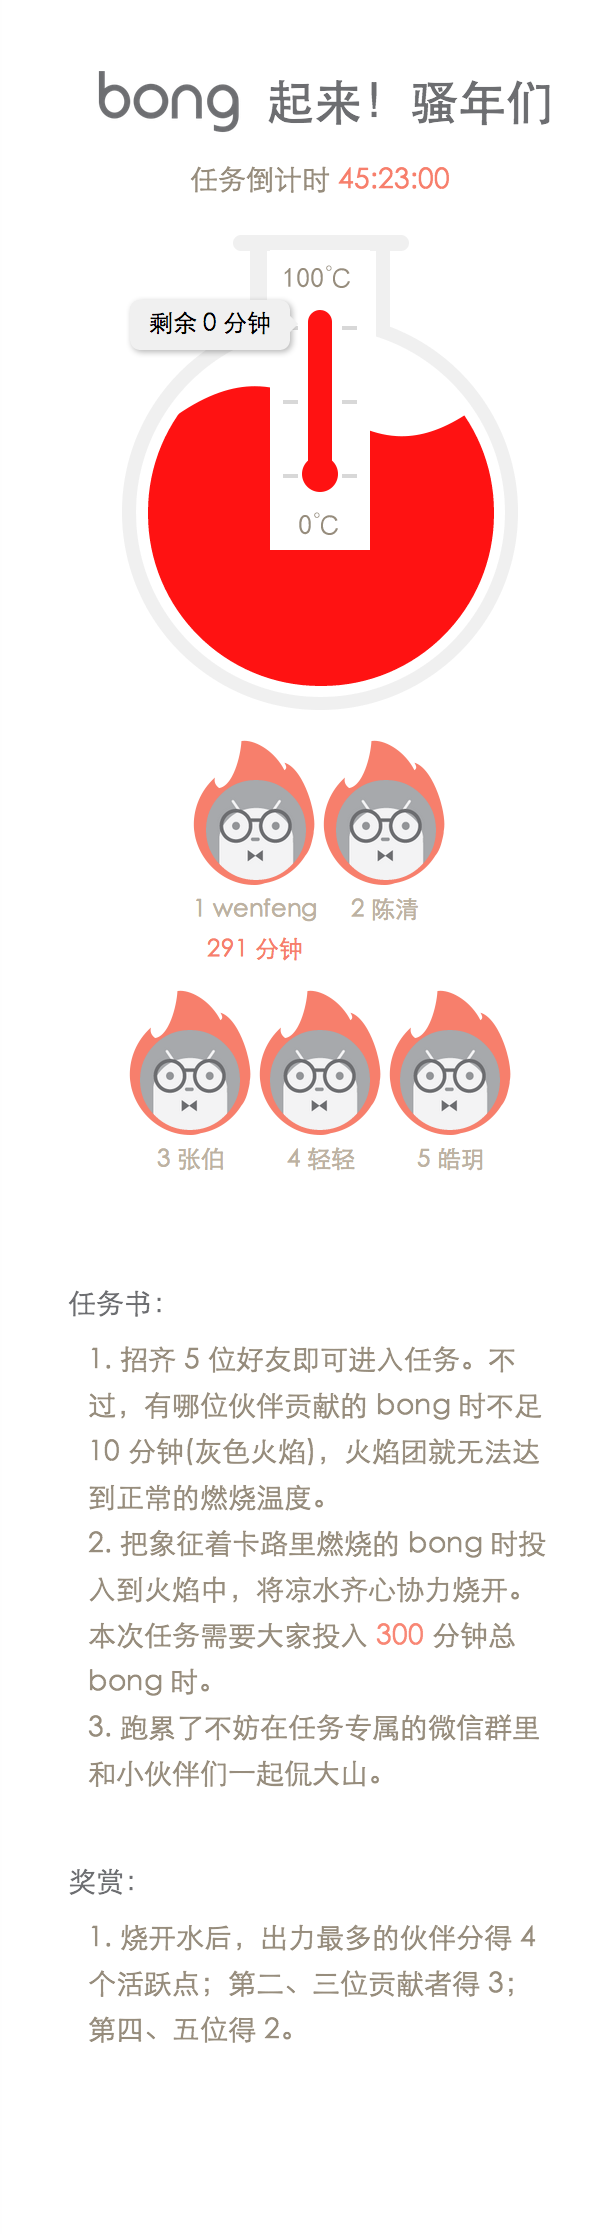 bong 起来！骚年们
任务倒计时 45:23:00
100°C
剩余 0 分钟
0°C
1 wenfeng 2 陈清
291 分钟
3 张伯 4 轻轻 5 皓玥
任务书：
1. 招齐 5 位好友即可进入任务。不
过，有哪位伙伴贡献的 bong 时不足
10 分钟(灰色火焰)，火焰团就无法达
到正常的燃烧温度。
2. 把象征着卡路里燃烧的 bong 时投
入到火焰中，将凉水齐心协力烧开。
本次任务需要大家投入 300 分钟总
bong 时。
3. 跑累了不妨在任务专属的微信群里
和小伙伴们一起侃大山。
奖赏：
1. 烧开水后，出力最多的伙伴分得 4
个活跃点；第二、三位贡献者得 3；
第四、五位得 2。